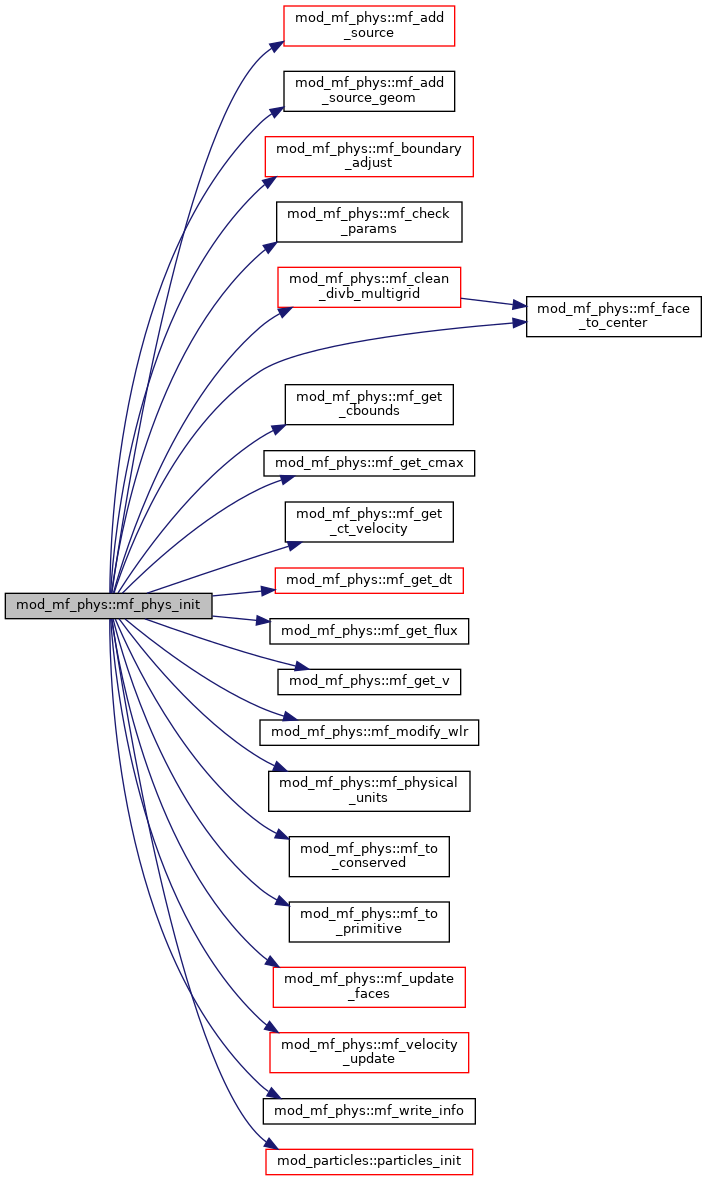 mod_mf_phys::mf_add
_source
mod_mf_phys::mf_add
_source_geom
mod_mf_phys::mf_boundary
_adjust
mod_mf_phys::mf_check
_params
mod_mf_phys::mf_clean
_divb_multigrid
mod_mf_phys::mf_face
_to_center
mod_mf_phys::mf_get
_cbounds
mod_mf_phys::mf_get_cmax
mod_mf_phys::mf_get
_ct_velocity
mod_mf_phys::mf_get_dt
mod_mf_phys::mf_phys_init
mod_mf_phys::mf_get_flux
mod_mf_phys::mf_get_v
mod_mf_phys::mf_modify_wlr
mod_mf_phys::mf_physical
_units
mod_mf_phys::mf_to
_conserved
mod_mf_phys::mf_to
_primitive
mod_mf_phys::mf_update
_faces
mod_mf_phys::mf_velocity
_update
mod_mf_phys::mf_write_info
mod_particles::particles_init